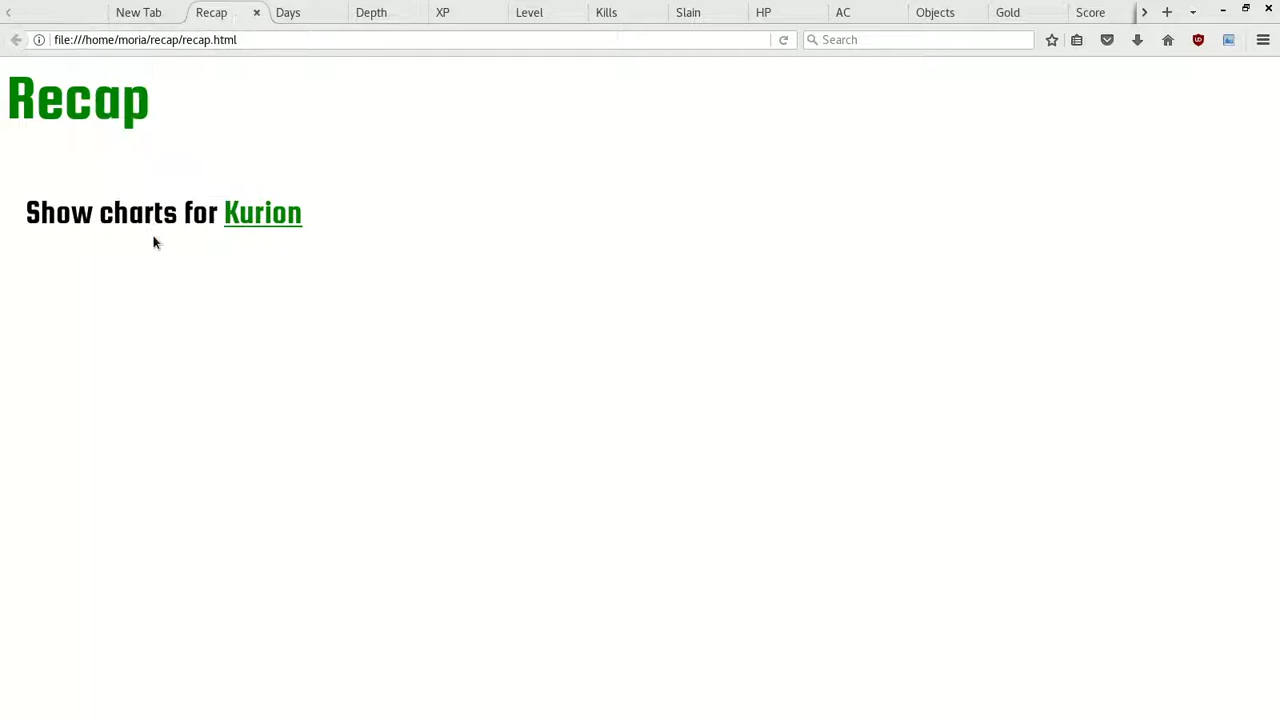 New Tab Recap Days Depth XP Level Kills Slain HP AC Objects Gold Score
file:///home/moria/recap/recap.html Search
Recap
Show charts for Kurion